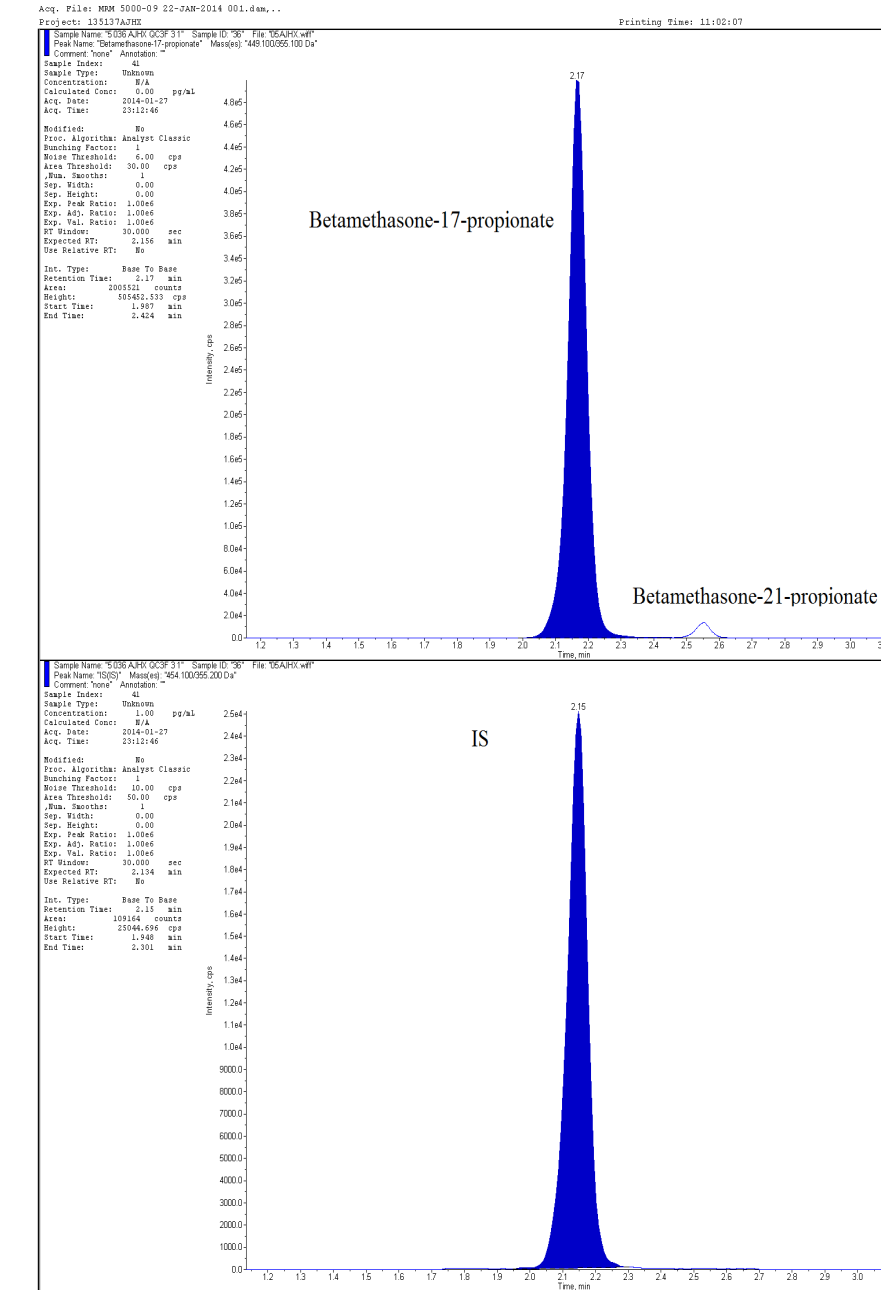 Acq. File: MRM 5000-09 22-JAN-2014 001.dam,..
Project: 135137AJHX Printing Time: 11:02:07
Sample Name: "5 036 AJHX QC3F 3 1" Sample ID: "36" File: "05AJHX.wiff"
Peak Name: "Betamethasone-17-propionate" Mass(es): "449.100/355.100 Da"
Comment: "none" Annotation: ""
Sample Index: 41
Sample Type: Unknown
Concentration: N/A
Calculated Conc: 0.00 pg/mL
Acq. Date: 2014-01-27
Acq. Time: 23:12:46
Modified: No
Proc. Algorithm: Analyst Classic
Bunching Factor: 1
Noise Threshold: 6.00 cps
Area Threshold: 30.00 cps
,Num. Smooths: 1
Sep. Width: 0.00
Sep. Height: 0.00
Exp. Peak Ratio: 1.00e6
Exp. Adj. Ratio: 1.00e6
Exp. Val. Ratio: 1.00e6
RT Window: 30.000 sec
Expected RT: 2.156 min
Use Relative RT: No
Int. Type: Base To Base
Retention Time: 2.17 min
Area: 2005521 counts
Height: 505452.533 cps
Start Time: 1.987 min
End Time: 2.424 min
2.17
4.8e5
4.6e5
4.4e5
4.2e5
4.0e5
3.8e5
3.6e5
3.4e5
3.2e5
3.0e5
2.8e5
2.6e5
2.4e5
2.2e5
2.0e5
1.8e5
1.6e5
1.4e5
1.2e5
1.0e5
8.0e4
6.0e4
4.0e4
2.0e4
0.0
Intensity, cps
Betamethasone-17-propionate
Betamethasone-21-propionate
1.2 1.3 1.4 1.5 1.6 1.7 1.8 1.9 2.0 2.1 2.2 2.3 2.4 2.5 2.6 2.7 2.8 2.9 3.0
Time, min
Sample Name: "5 036 AJHX QC3F 3 1" Sample ID: "36" File: "05AJHX.wiff"
Peak Name: "IS(IS)" Mass(es): "454.100/355.200 Da"
Comment: "none" Annotation: ""
Sample Index: 41
Sample Type: Unknown
Concentration: 1.00 pg/mL
Calculated Conc: N/A
Acq. Date: 2014-01-27
Acq. Time: 23:12:46
Modified: No
Proc. Algorithm: Analyst Classic
Bunching Factor: 1
Noise Threshold: 10.00 cps
Area Threshold: 50.00 cps
,Num. Smooths: 1
Sep. Width: 0.00
Sep. Height: 0.00
Exp. Peak Ratio: 1.00e6
Exp. Adj. Ratio: 1.00e6
Exp. Val. Ratio: 1.00e6
RT Window: 30.000 sec
Expected RT: 2.134 min
Use Relative RT: No
Int. Type: Base To Base
Retention Time: 2.15 min
Area: 109164 counts
Height: 25044.696 cps
Start Time: 1.948 min
End Time: 2.301 min
2.15
IS
2.5e4
2.4e4
2.3e4
2.2e4
2.1e4
2.0e4
1.9e4
1.8e4
1.7e4
1.6e4
1.5e4
1.4e4
1.3e4
1.2e4
1.1e4
1.0e4
9000.0
8000.0
7000.0
6000.0
5000.0
4000.0
3000.0
2000.0
1000.0
0.0
Intensity, cps
1.2 1.3 1.4 1.5 1.6 1.7 1.8 1.9 2.0 2.1 2.2 2.3 2.4 2.5 2.6 2.7 2.8 2.9 3.0
Time, min